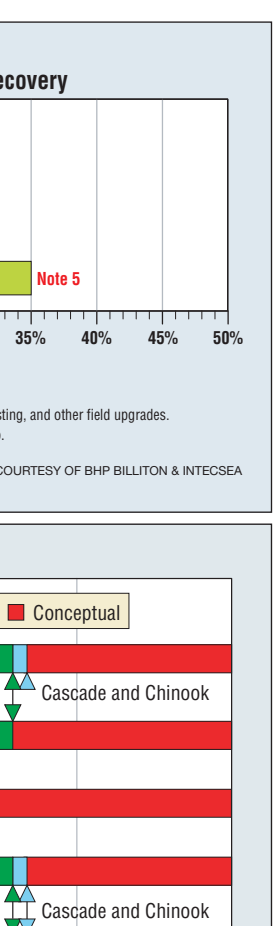 ecovery
Note 5
35% 40% 45% 50%
sting, and other field upgrades.
COURTESY OF BHP BILLITON & INTECSEA
Conceptual
Cascade and Chinook
Cascade and Chinook